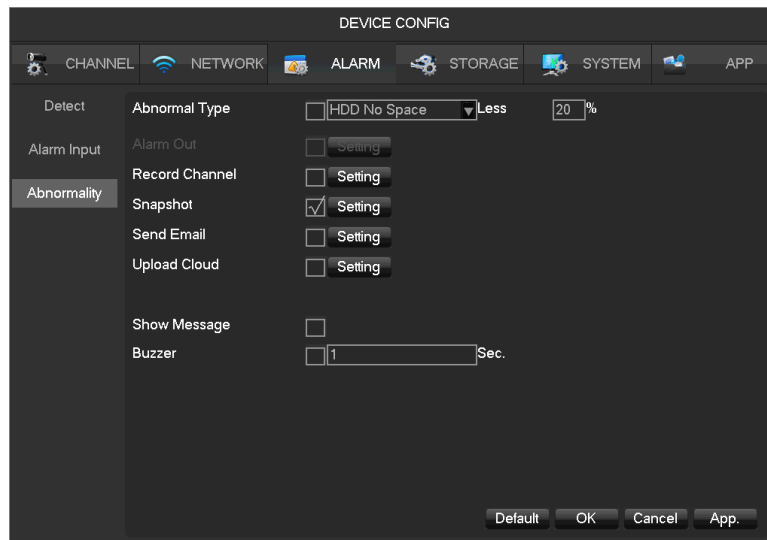 DEVICE CONFIG
CHANNEL NETWORK ALARM STORAGE SYSTEM APP
Detect
Alarm Input
Abnormality
Abnormal Type HDD No Space Less 20 %
Alarm Out Setting
Record Channel Setting
Snapshot Setting
Send Email Setting
Upload Cloud Setting
Show Message
Buzzer 1 Sec.
Default OK Cancel App.